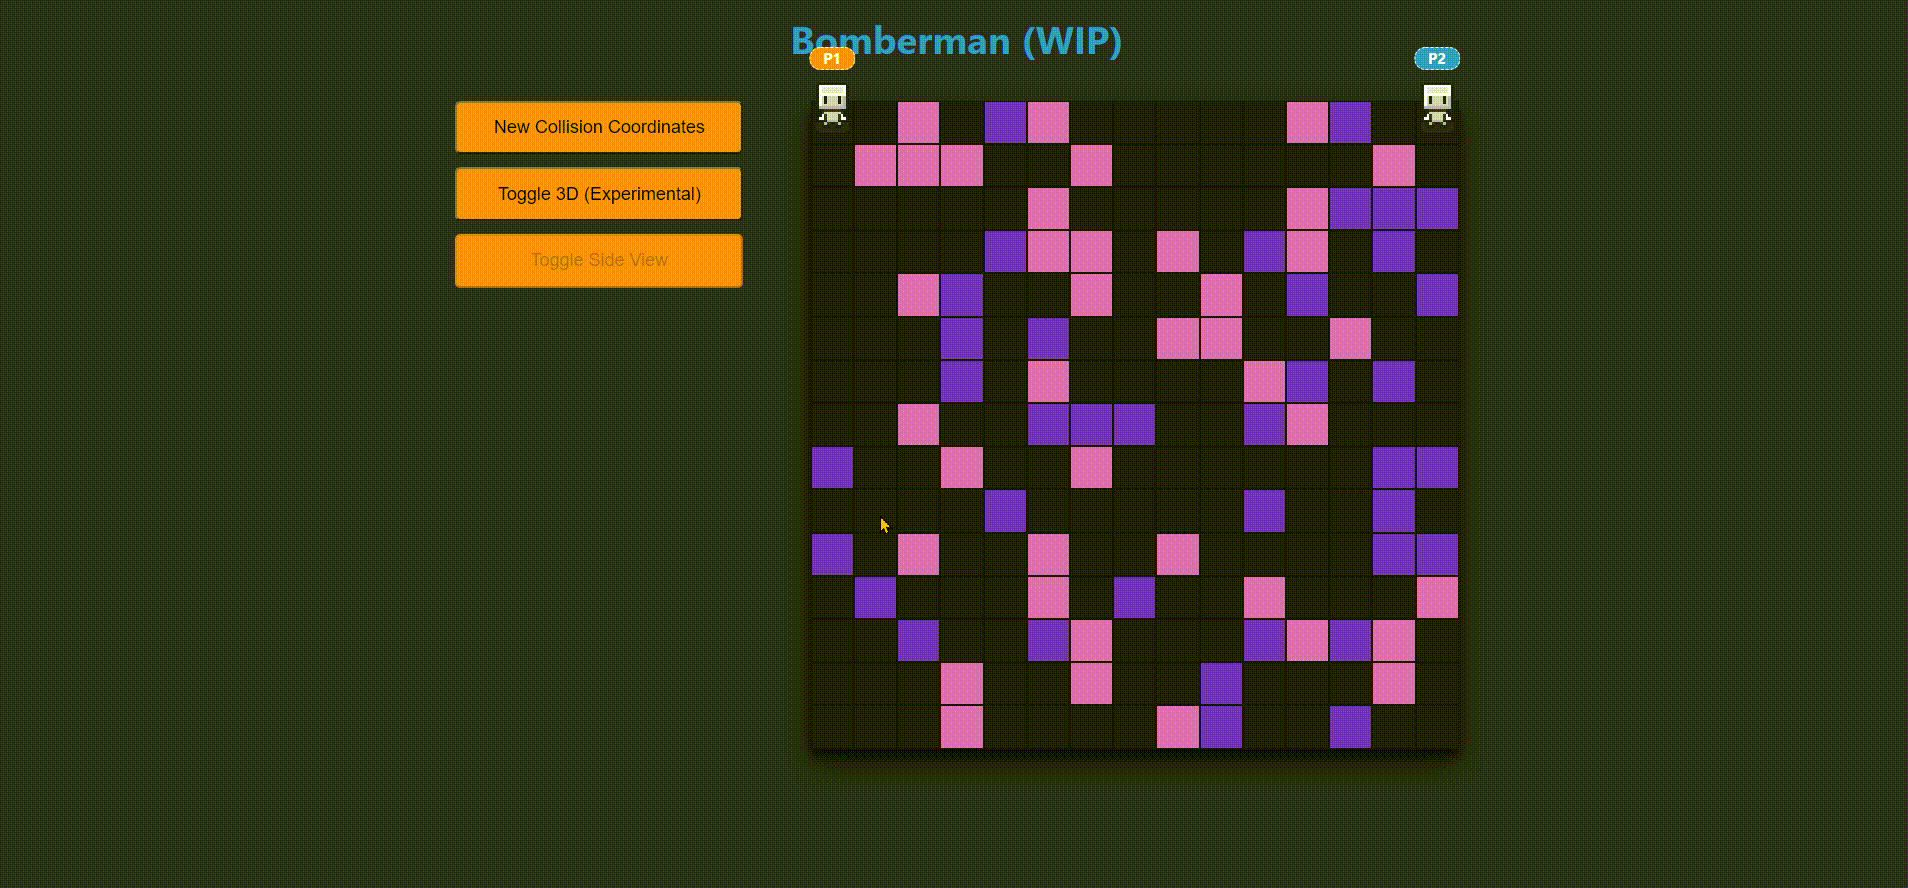 Bomberman (WIP)
P1
P2
New Collision Coordinates
Toggle 3D (Experimental)
Toggle Side View